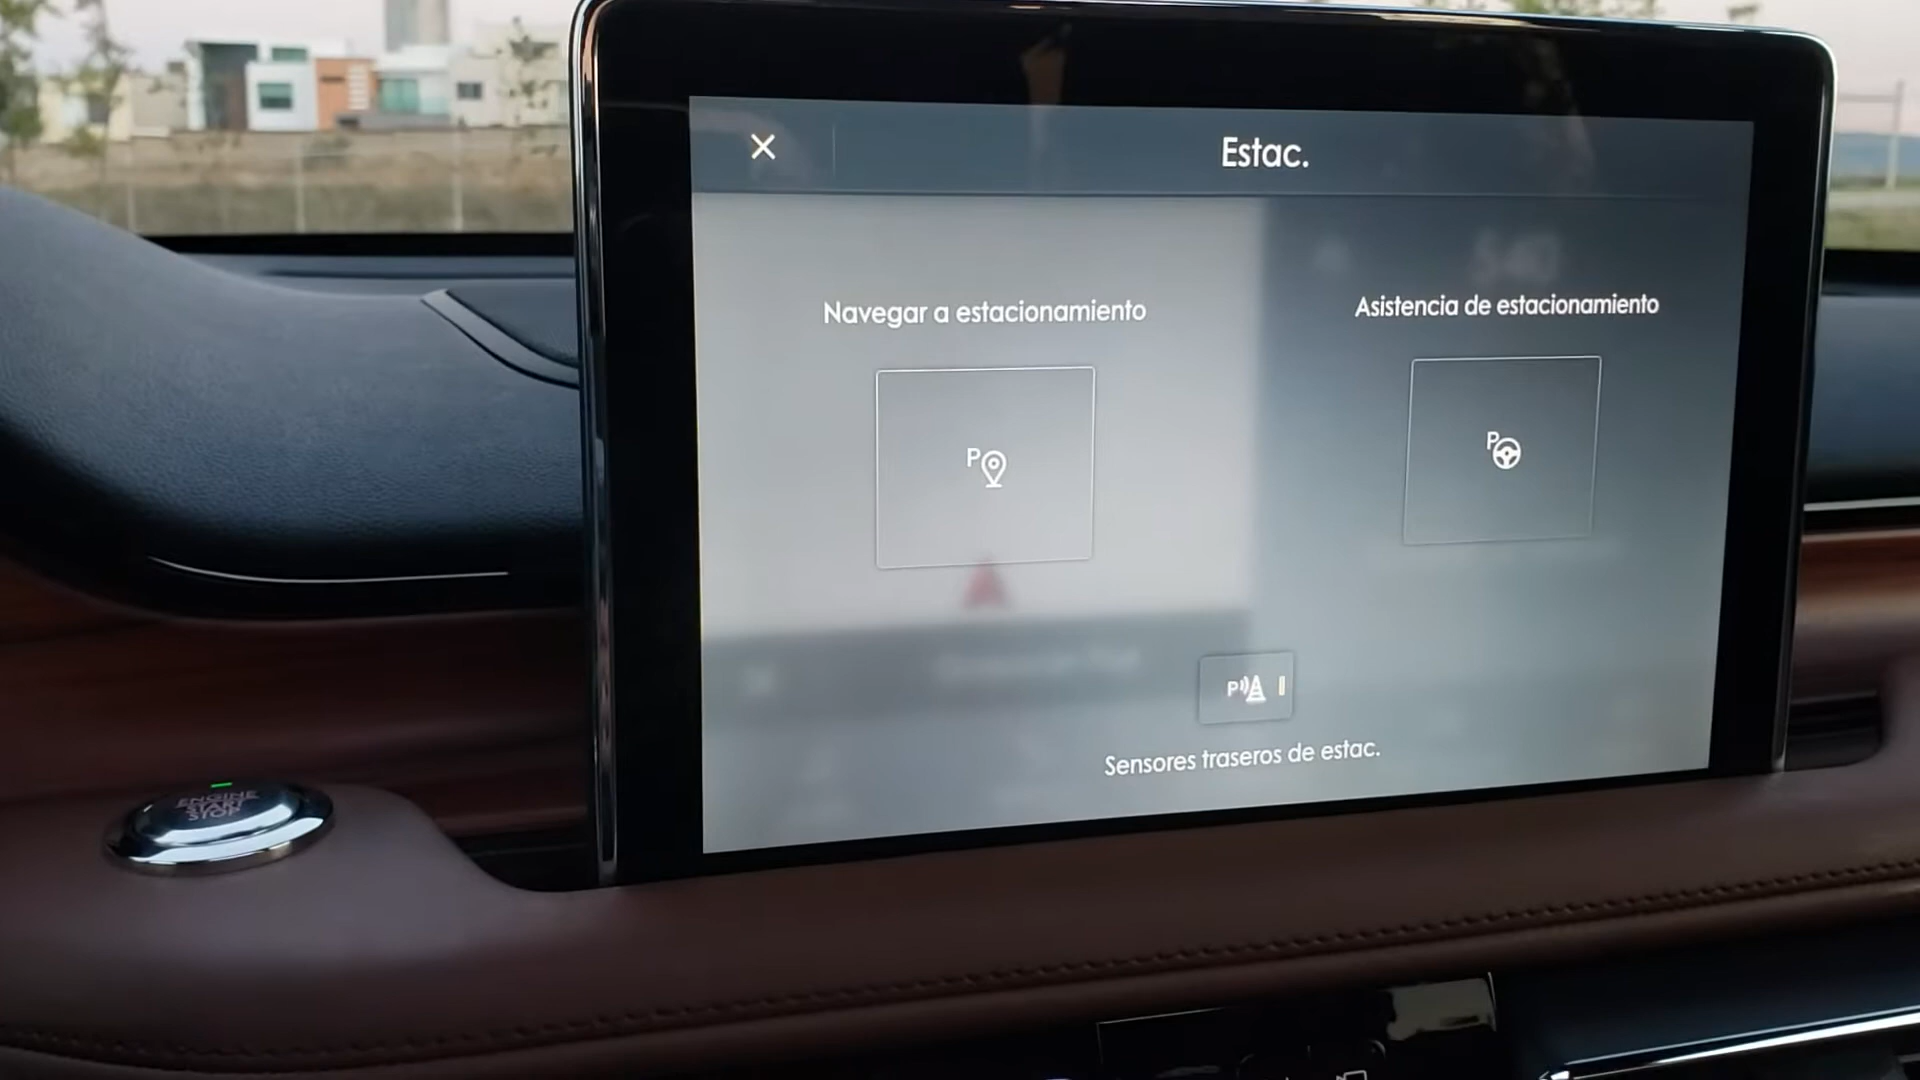 Estac.
Navegar a estacionamiento
Asistencia de estacionamiento
P
P
P
Sensores traseros de estac.
ENGINE
START
STOP